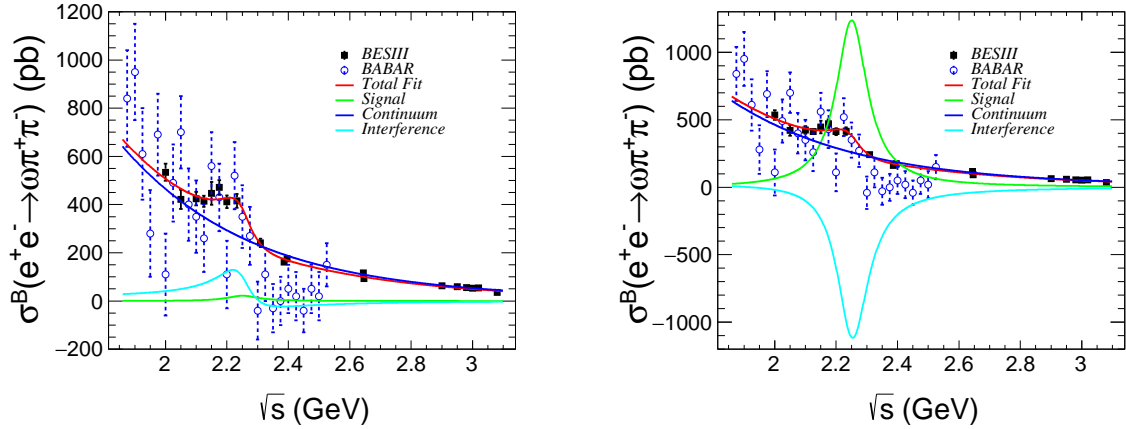 σᴮ(e⁺e⁻→ωπ⁺π⁻) (pb)
1200
1000
800
600
400
200
0
−200
BESIII
BABAR
Total Fit
Signal
Continuum
Interference
2 2.2 2.4 2.6 2.8 3
√s (GeV)
σᴮ(e⁺e⁻→ωπ⁺π⁻) (pb)
1000
500
0
−500
−1000
BESIII
BABAR
Total Fit
Signal
Continuum
Interference
2 2.2 2.4 2.6 2.8 3
√s (GeV)